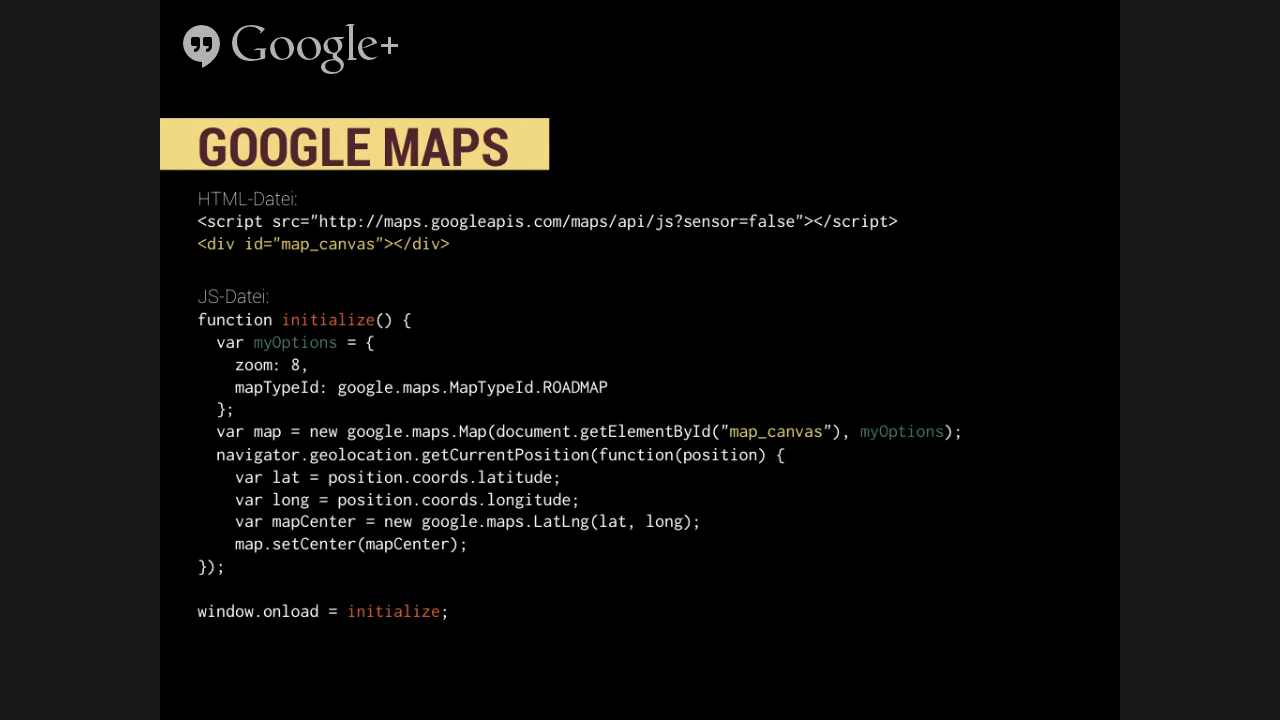 Google+
GOOGLE MAPS
HTML-Datei:
<script src="http://maps.googleapis.com/maps/api/js?sensor=false"></script>
<div id="map_canvas"></div>
JS-Datei:
function initialize() {
  var myOptions = {
    zoom: 8,
    mapTypeId: google.maps.MapTypeId.ROADMAP
  };
  var map = new google.maps.Map(document.getElementById("map_canvas"), myOptions);
  navigator.geolocation.getCurrentPosition(function(position) {
    var lat = position.coords.latitude;
    var long = position.coords.longitude;
    var mapCenter = new google.maps.LatLng(lat, long);
    map.setCenter(mapCenter);
});
window.onload = initialize;